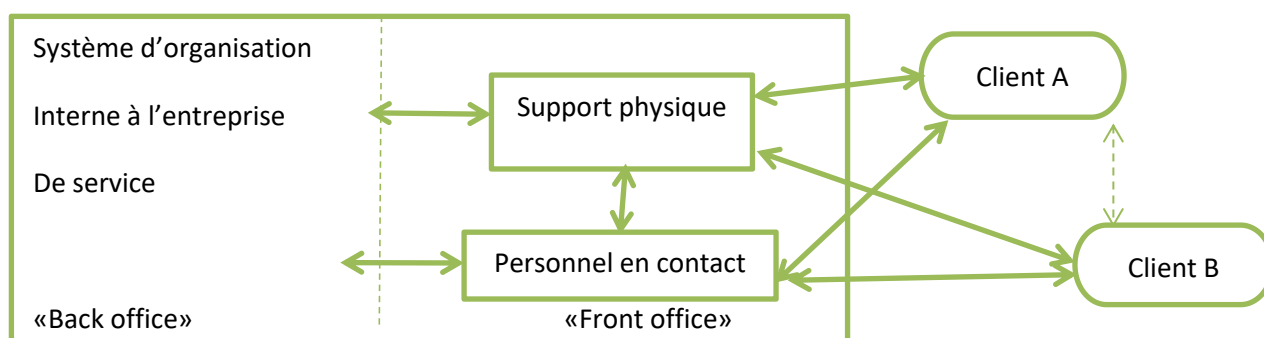 Système d’organisation
Interne à l’entreprise
De service
«Back office»
Support physique
Personnel en contact
«Front office»
Client A
Client B